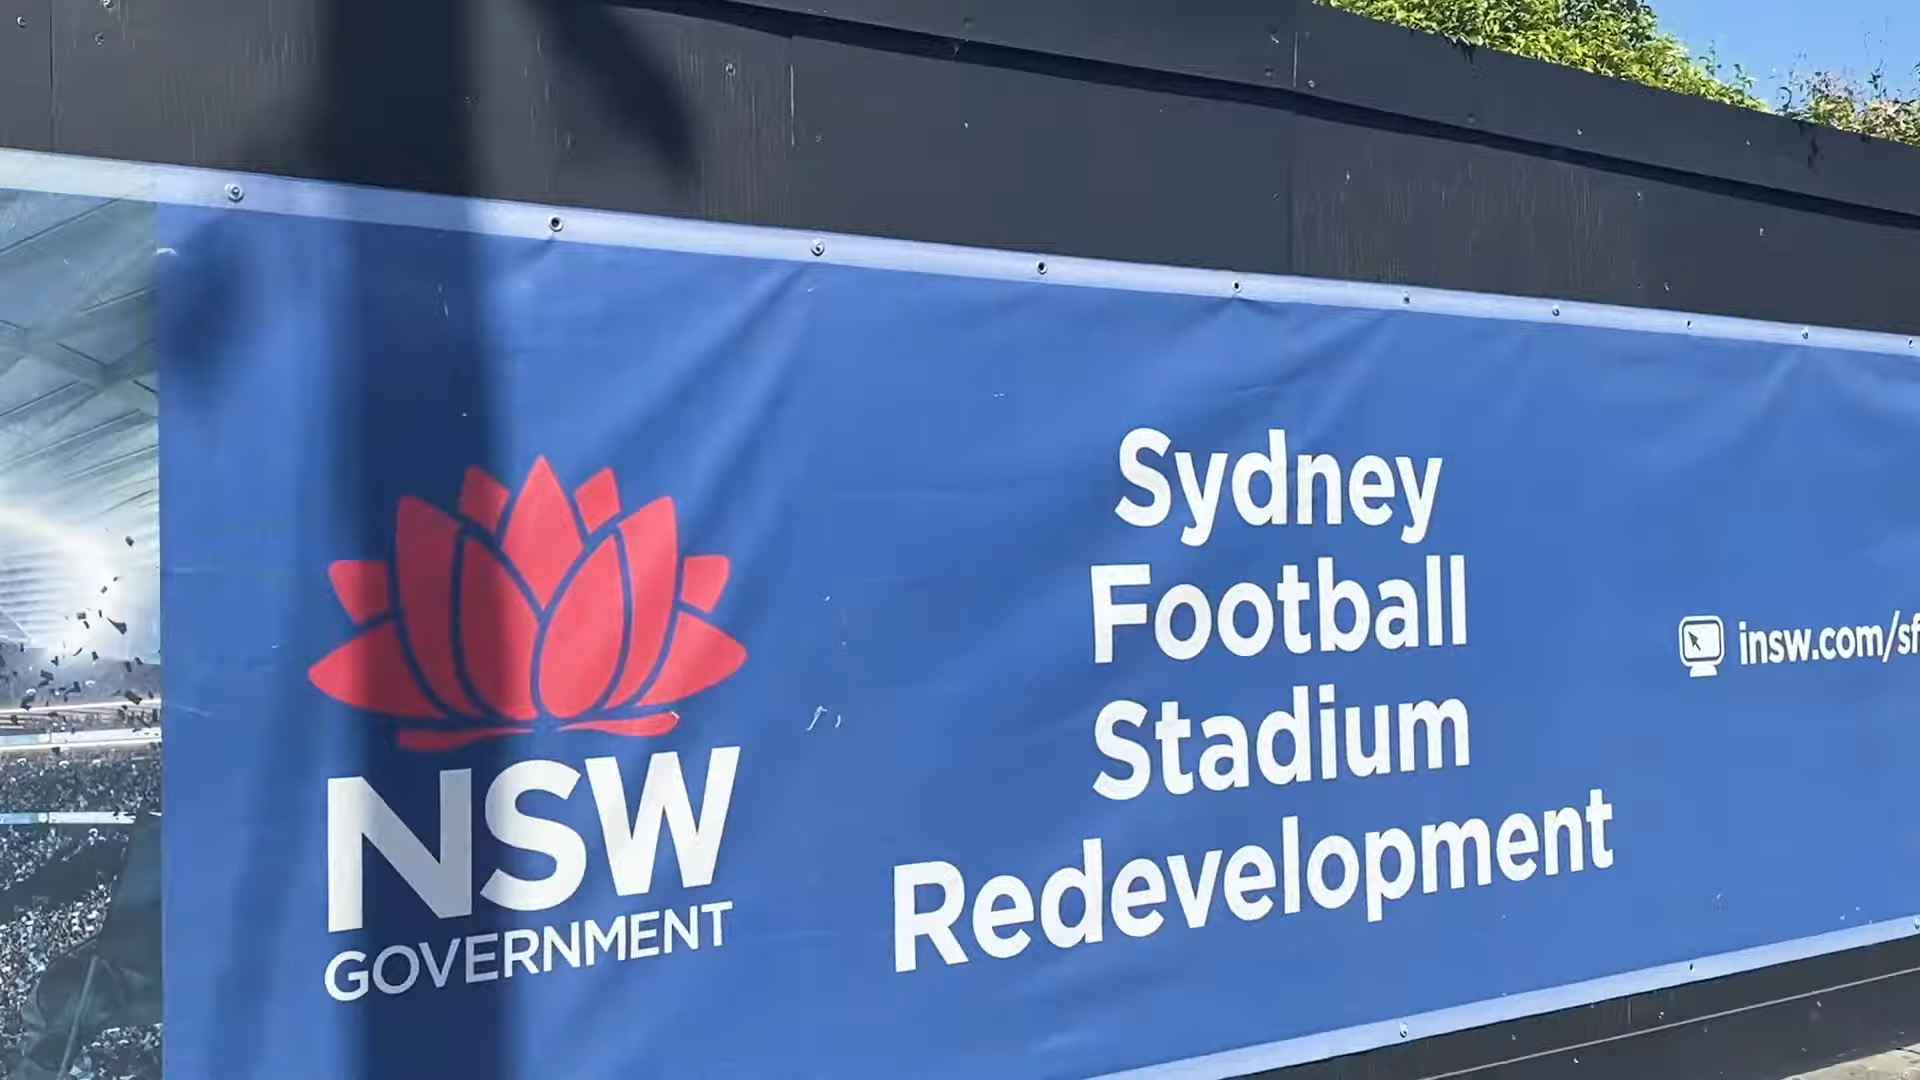 NSW
GOVERNMENT
Sydney
Football
Stadium
Redevelopment
insw.com/sf